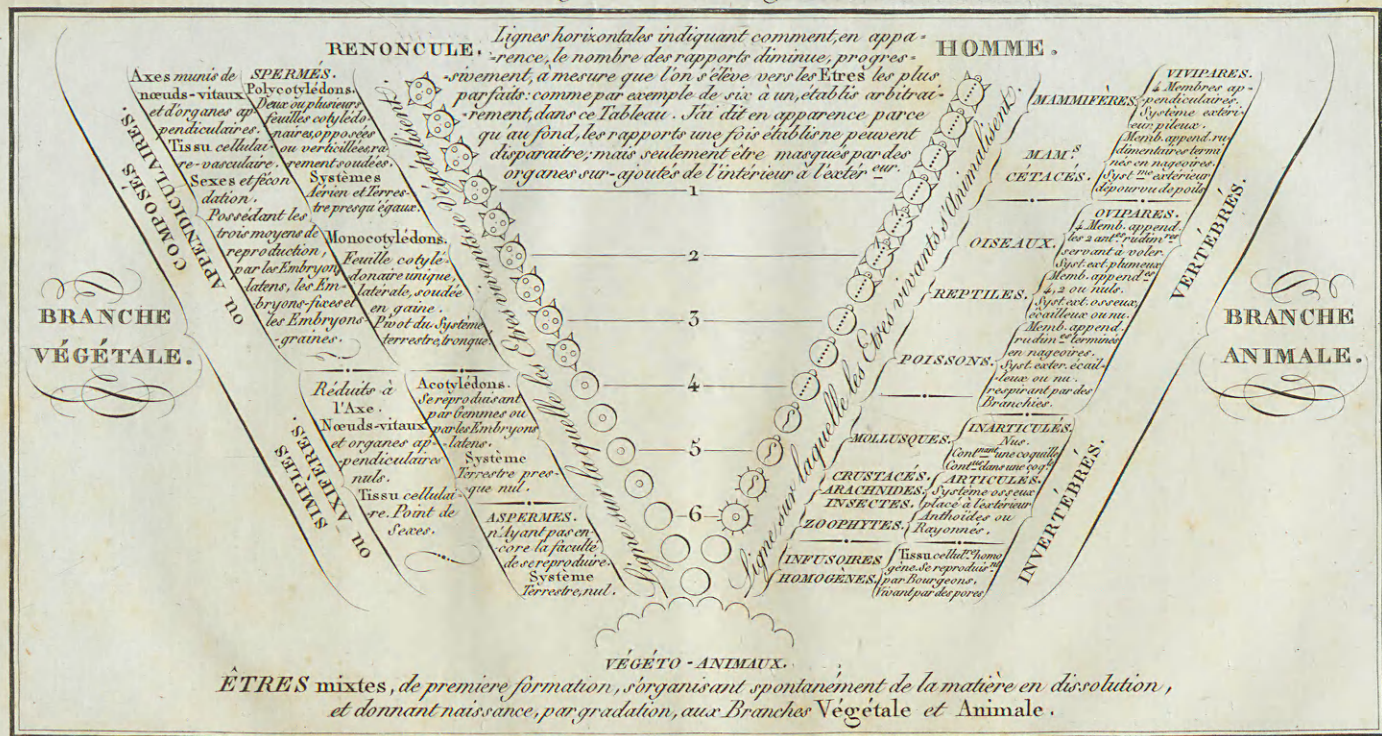 RENONCULE.
Lignes horizontales indiquant comment, en appa=
=rence, le nombre des rapports diminue, progres=
=sivement, à mesure que l'on s'élève vers les Etres les plus
parfaits: comme par exemple de six à un, établis arbitrai=
=rement, dans ce Tableau. J'ai dit en apparence parce
qu'au fond, les rapports une fois établis ne peuvent
disparaitre; mais seulement être masqués par des
organes sur-ajoutés de l'intérieur à l'extér eur.
HOMME.
BRANCHE
VÉGÉTALE.
COMPOSÉS
OU APPENDICULAIRES.
SIMPLES
OU AXIFÈRES.
Axes munis de
nœuds-vitaux
et d'organes ap=
pendiculaires.
Tissu cellulai=
re-vasculaire.
Sexes et fécon
dation.
Possédant les
trois moyens de
reproduction,
par les Embryons
latens, les Em-
bryons-fixes et
les Embryons-
-graines.
Réduits à
l'Axe.
Nœuds-vitaux
et organes ap-
-pendiculaires
nuls.
Tissu cellulai-
-re. Point de
Sexes.
SPERMÉS.
Polycotylédons.
Deux ou plusieurs
feuilles cotylédo-
naires, opposées
ou verticillées, ra-
rement soudées.
Systèmes
Aérien et Terres-
tre presqu'égaux.
Monocotylédons.
Feuille cotylé-
-donaire unique,
latérale, soudée
en gaine.
Pivot du Système
terrestre, tronqué.
Acotylédons.
Se réproduisant
par Gemmes ou
par les Embryons
-latens.
Système
Terrestre pres-
que nul.
ASPERMES.
N'Ayant pas en-
core la faculté
de se reproduire.
Système
Terrestre, nul.
Ligne sur laquelle les Etres vivants se Végétalisent.
1
2
3
4
5
6
Ligne sur laquelle les Etres vivants s'Animalisent.
MAMMIFÈRES.
MAM.s
CÉTACÉS.
OISEAUX.
REPTILES.
POISSONS.
MOLLUSQUES.
CRUSTACÉS.
ARACHNIDES.
INSECTES.
ZOOPHYTES.
INFUSOIRES
HOMOGÈNES.
VIVIPARES.
4 Membres ap-
pendiculaires.
Système extéri-
eur pileux.
Memb. append. ru-
dimentaires termi
nés en nageoires.
Syst.me extérieur
dépourvu de poils
OVIPARES.
4 Memb. append.
les 2 ant.es rudim.res
servant à voler.
Syst. ext. plumeux
Memb. append.es
4, 2 ou nuls.
Syst. ext. osseux,
écailleux ou nu.
Memb. append.
rudim.es terminés
en nageoires.
Syst. exter. écail-
leux ou nu.
respirant par des
Branchies.
INARTICULÉS.
Nus.
Cont.nant une coquille
Cont.us dans une coq.lle
ARTICULÉS.
Système osseux
placé à l'extérieur
Anthoïdes ou
Rayonnés.
Tissu cellul.re homo
gène. Se reproduis.nt
par Bourgeons.
Vivant par des pores
VERTÉBRÉS.
INVERTÉBRÉS.
BRANCHE
ANIMALE.
VÉGÉTO-ANIMAUX.
ÊTRES mixtes, de premiere formation, s'organisant spontanément de la matière en dissolution,
et donnant naissance, par gradation, aux Branches Végétale et Animale.